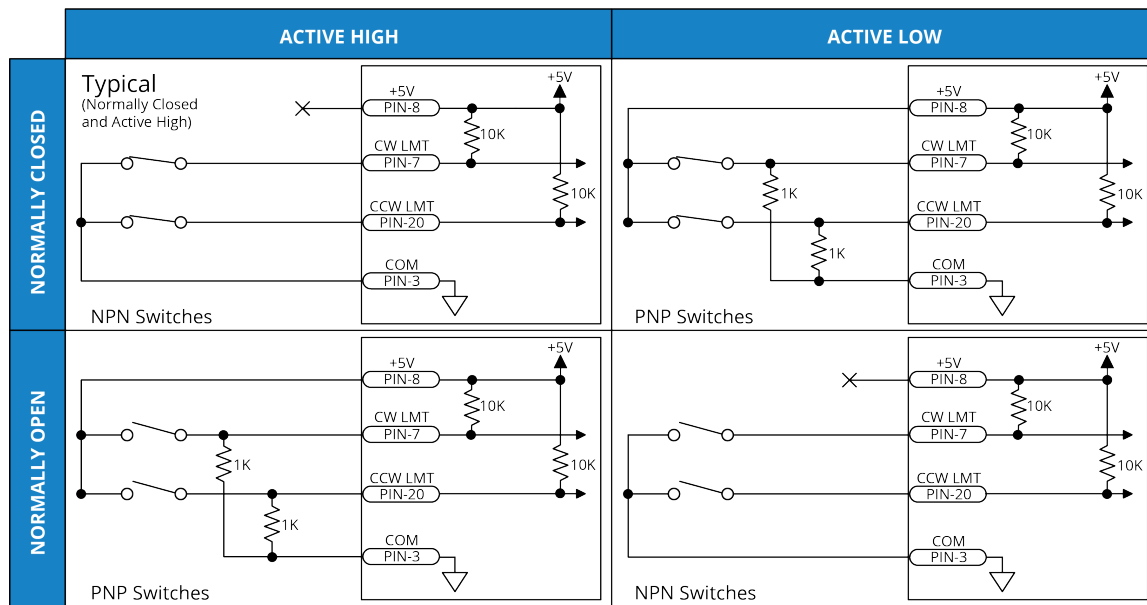 ACTIVE HIGH
ACTIVE LOW
NORMALLY CLOSED
Typical
(Normally Closed
and Active High)
+5V
+5V
PIN-8
10K
CW LMT
PIN-7
10K
CCW LMT
PIN-20
COM
PIN-3
NPN Switches
+5V
+5V
PIN-8
10K
CW LMT
PIN-7
1K
10K
CCW LMT
PIN-20
1K
COM
PIN-3
PNP Switches
NORMALLY OPEN
+5V
+5V
PIN-8
10K
CW LMT
PIN-7
1K
10K
CCW LMT
PIN-20
1K
COM
PIN-3
PNP Switches
+5V
+5V
PIN-8
10K
CW LMT
PIN-7
10K
CCW LMT
PIN-20
COM
PIN-3
NPN Switches